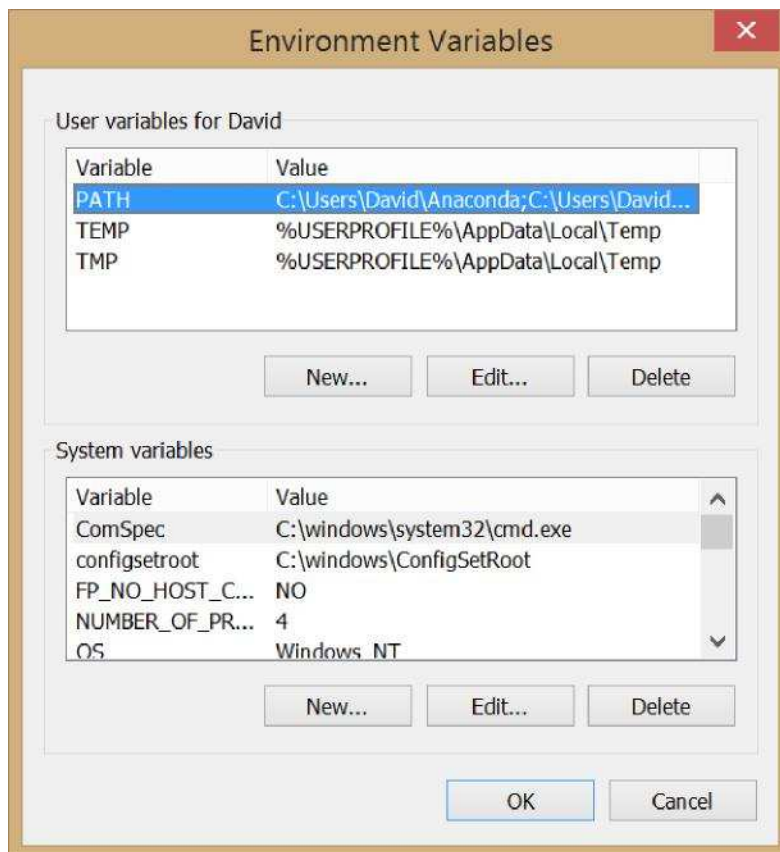 Environment Variables
User variables for David
Variable Value
PATH C:\Users\David\Anaconda;C:\Users\David...
TEMP %USERPROFILE%\AppData\Local\Temp
TMP %USERPROFILE%\AppData\Local\Temp
New... Edit... Delete
System variables
Variable Value
ComSpec C:\windows\system32\cmd.exe
configsetroot C:\windows\ConfigSetRoot
FP_NO_HOST_C... NO
NUMBER_OF_PR... 4
OS Windows_NT
New... Edit... Delete
OK Cancel